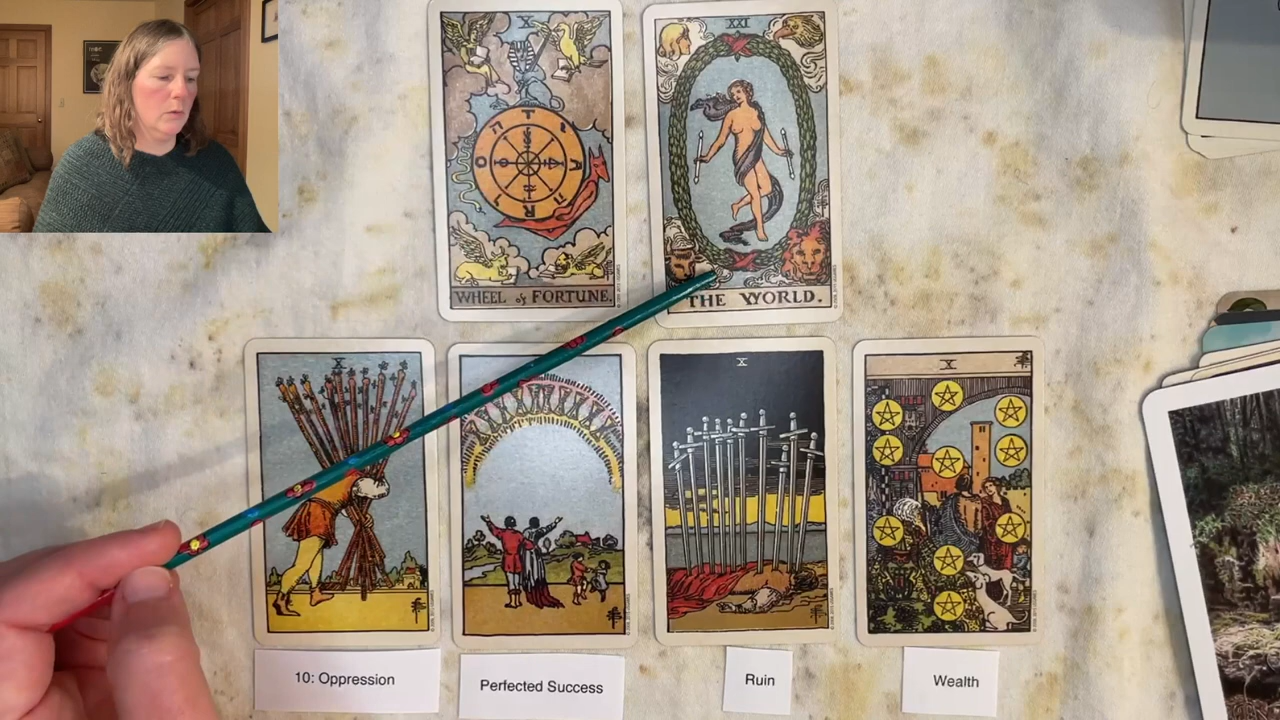 X
WHEEL of FORTUNE.
XXI
THE WORLD.
X
X
X
10: Oppression
Perfected Success
Ruin
Wealth